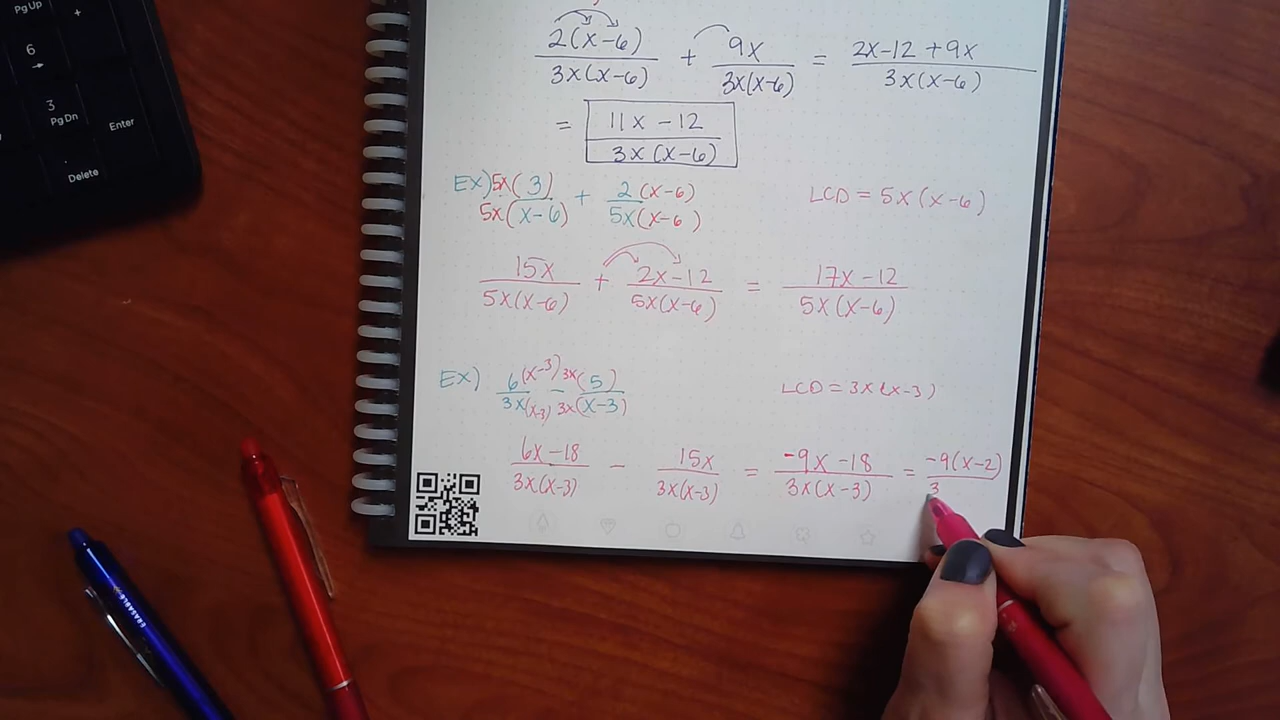 PgUp
+
6
3
PgDn
Enter
Delete
2(x-6)/3x(x-6) + 9x/3x(x-6) = 2x-12+9x/3x(x-6)
= 11x-12/3x(x-6)
EX) 5x(3)/5x(x-6) + 2(x-6)/5x(x-6) LCD = 5x(x-6)
15x/5x(x-6) + 2x-12/5x(x-6) = 17x-12/5x(x-6)
EX) 6(x-3)/3x(x-3) - 3x(5)/3x(x-3) LCD = 3x(x-3)
6x-18/3x(x-3) - 15x/3x(x-3) = -9x-18/3x(x-3) = -9(x-2)/3
ERASABLE